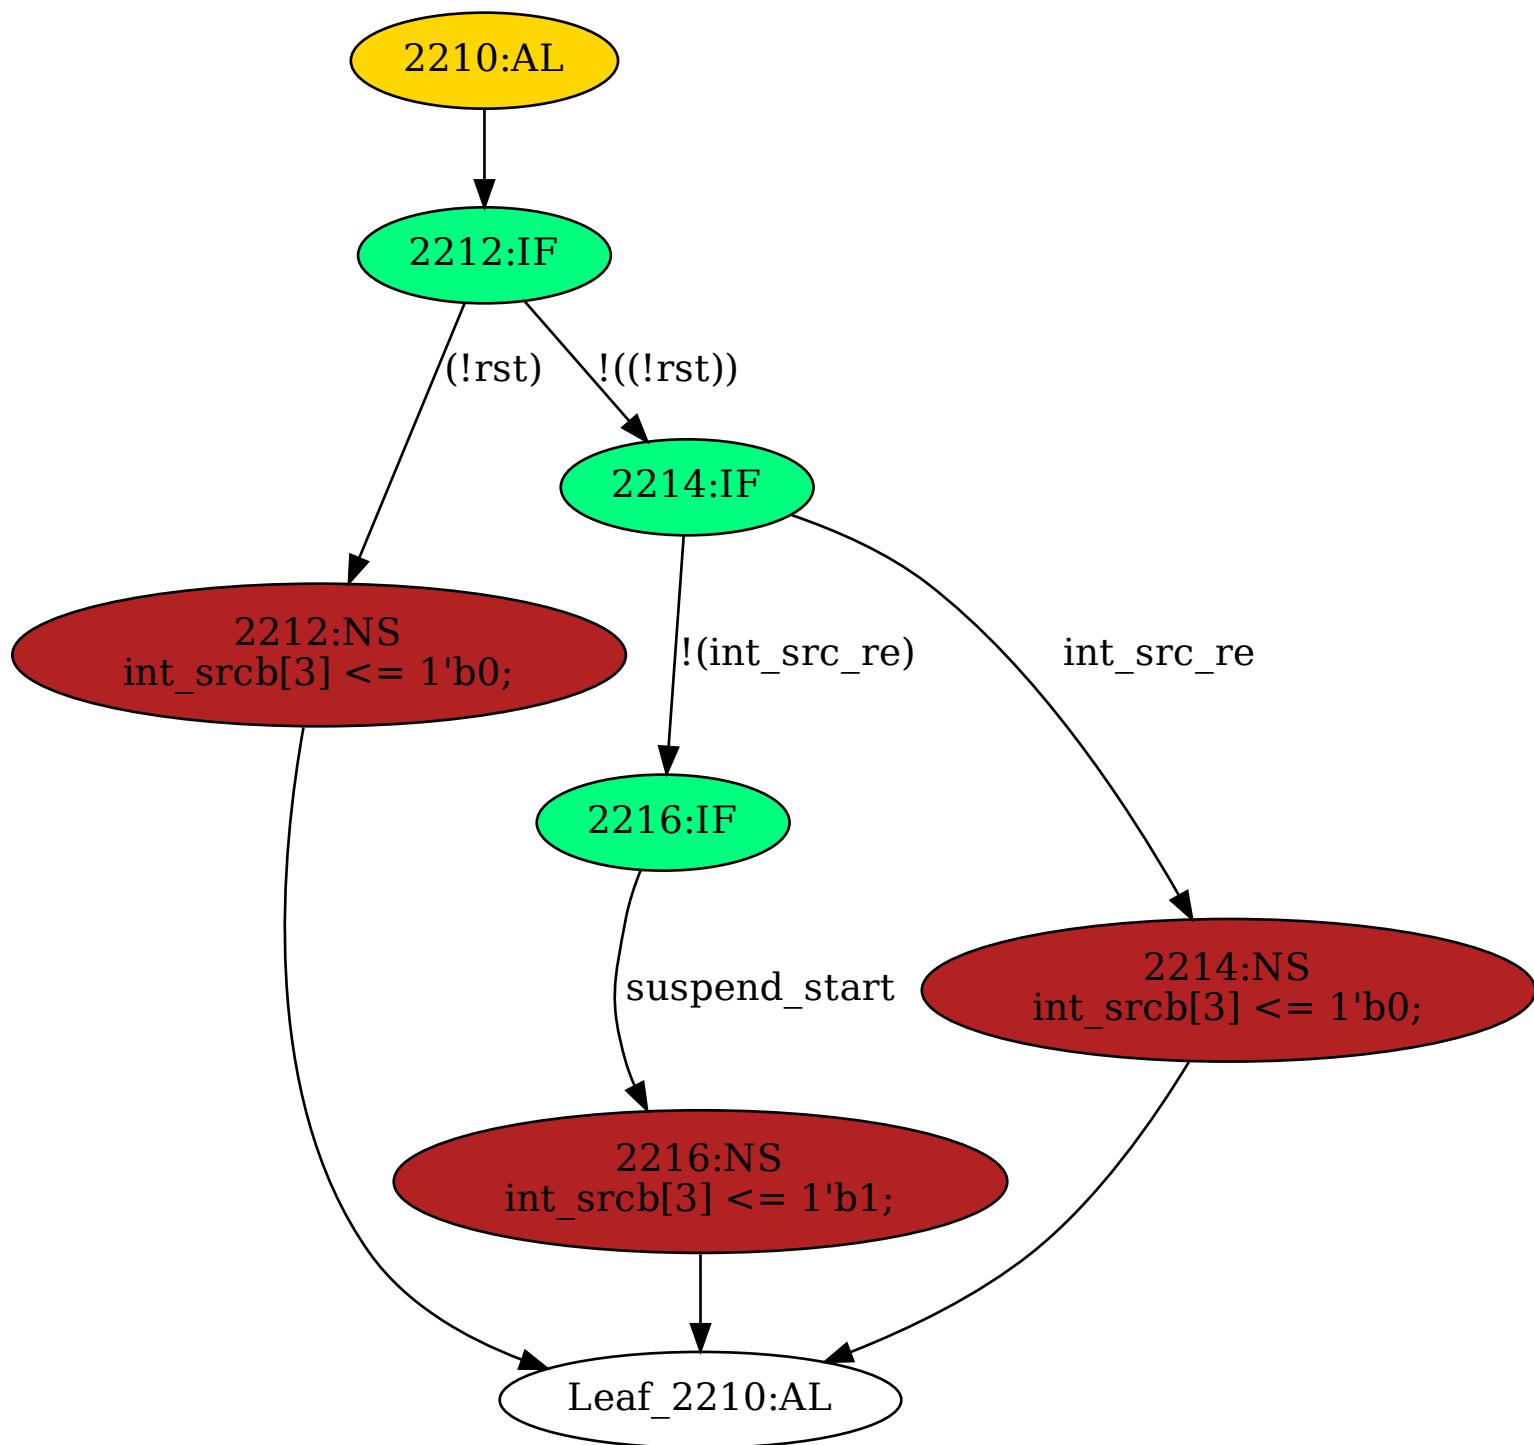 2210:AL
2212:IF
(!rst)
!((!rst))
2214:IF
2212:NS
int_srcb[3] <= 1'b0;
!(int_src_re)
int_src_re
2216:IF
suspend_start
2214:NS
int_srcb[3] <= 1'b0;
2216:NS
int_srcb[3] <= 1'b1;
Leaf_2210:AL